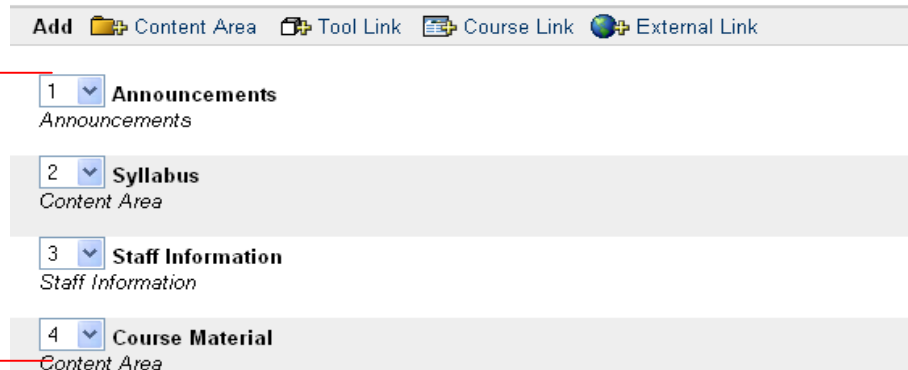 Add Content Area Tool Link Course Link External Link
1 Announcements
Announcements
2 Syllabus
Content Area
3 Staff Information
Staff Information
4 Course Material
Content Area